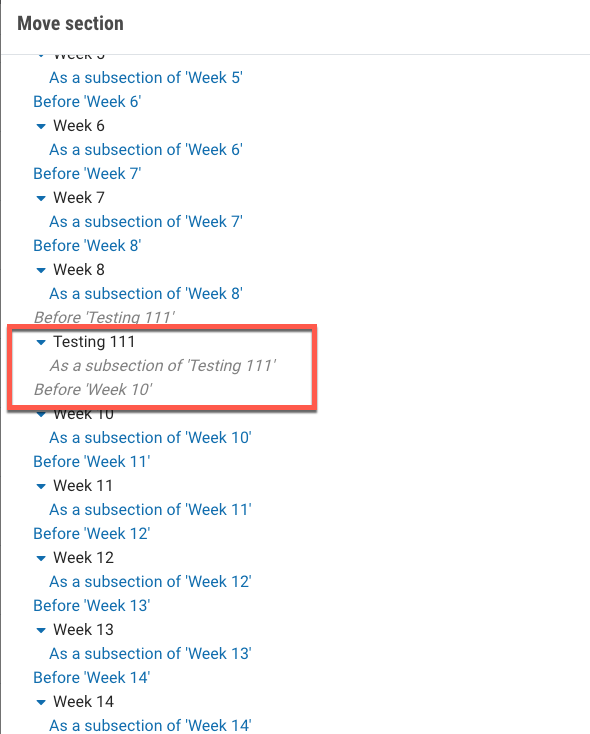 Move section
Week 5
As a subsection of 'Week 5'
Before 'Week 6'
Week 6
As a subsection of 'Week 6'
Before 'Week 7'
Week 7
As a subsection of 'Week 7'
Before 'Week 8'
Week 8
As a subsection of 'Week 8'
Before 'Testing 111'
Testing 111
As a subsection of 'Testing 111'
Before 'Week 10'
Week 10
As a subsection of 'Week 10'
Before 'Week 11'
Week 11
As a subsection of 'Week 11'
Before 'Week 12'
Week 12
As a subsection of 'Week 12'
Before 'Week 13'
Week 13
As a subsection of 'Week 13'
Before 'Week 14'
Week 14
As a subsection of 'Week 14'